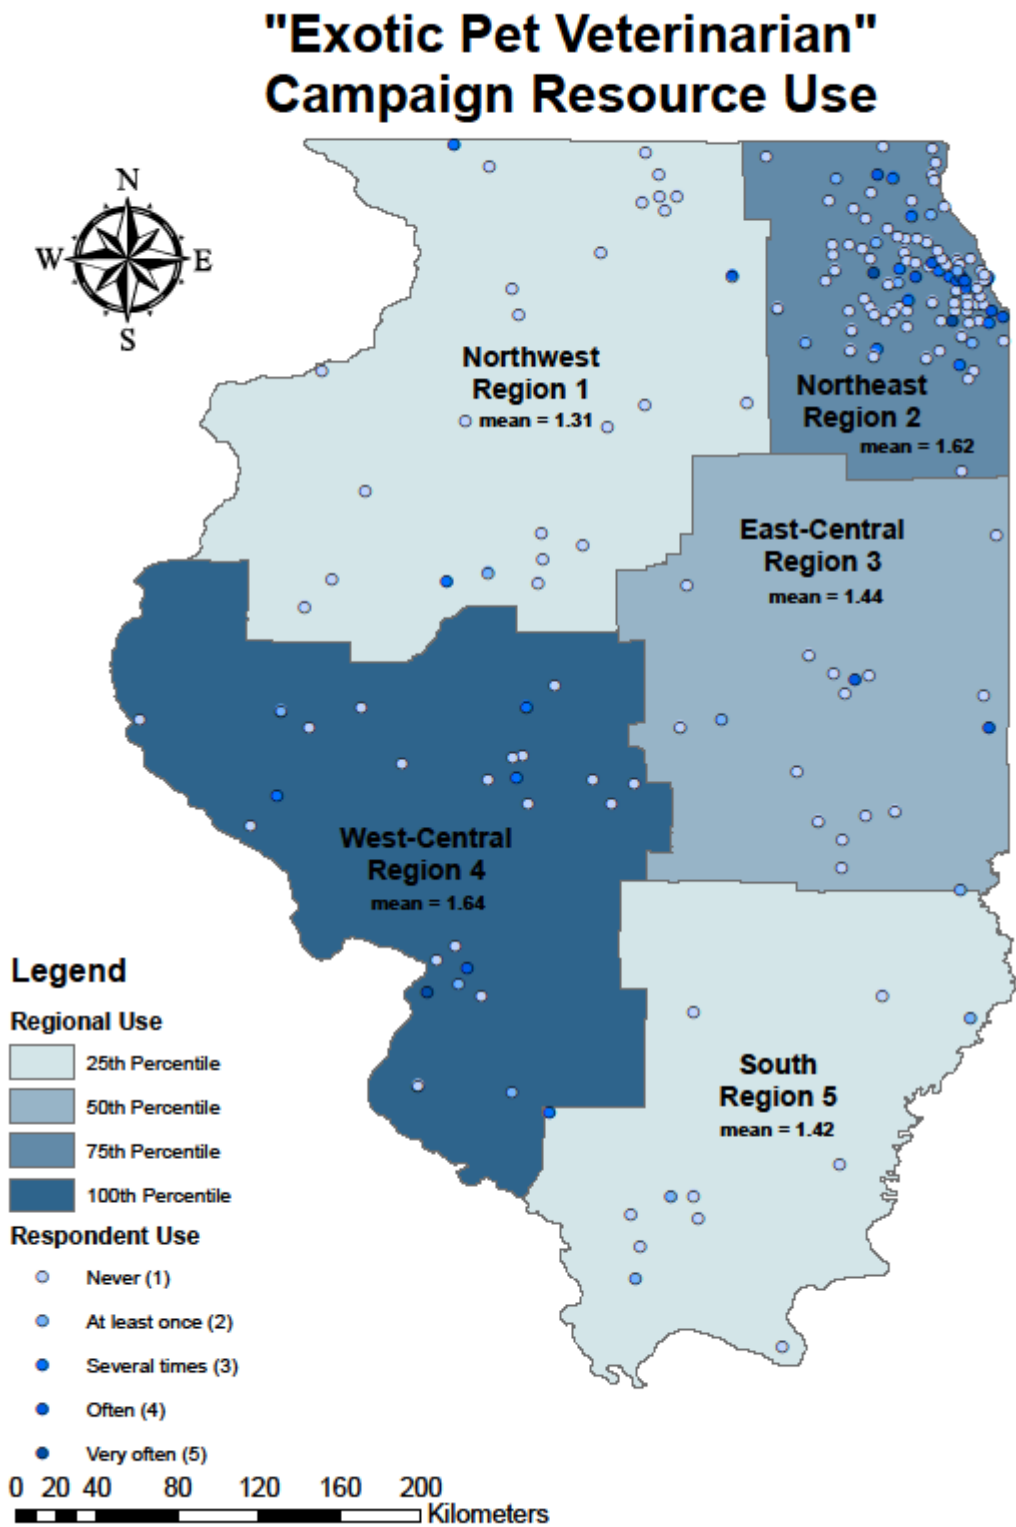 "Exotic Pet Veterinarian"
Campaign Resource Use
N
W
E
S
Northwest
Region 1
mean = 1.31
Northeast
Region 2
mean = 1.62
East-Central
Region 3
mean = 1.44
West-Central
Region 4
mean = 1.64
South
Region 5
mean = 1.42
Legend
Regional Use
25th Percentile
50th Percentile
75th Percentile
100th Percentile
Respondent Use
Never (1)
At least once (2)
Several times (3)
Often (4)
Very often (5)
0 20 40 80 120 160 200
Kilometers